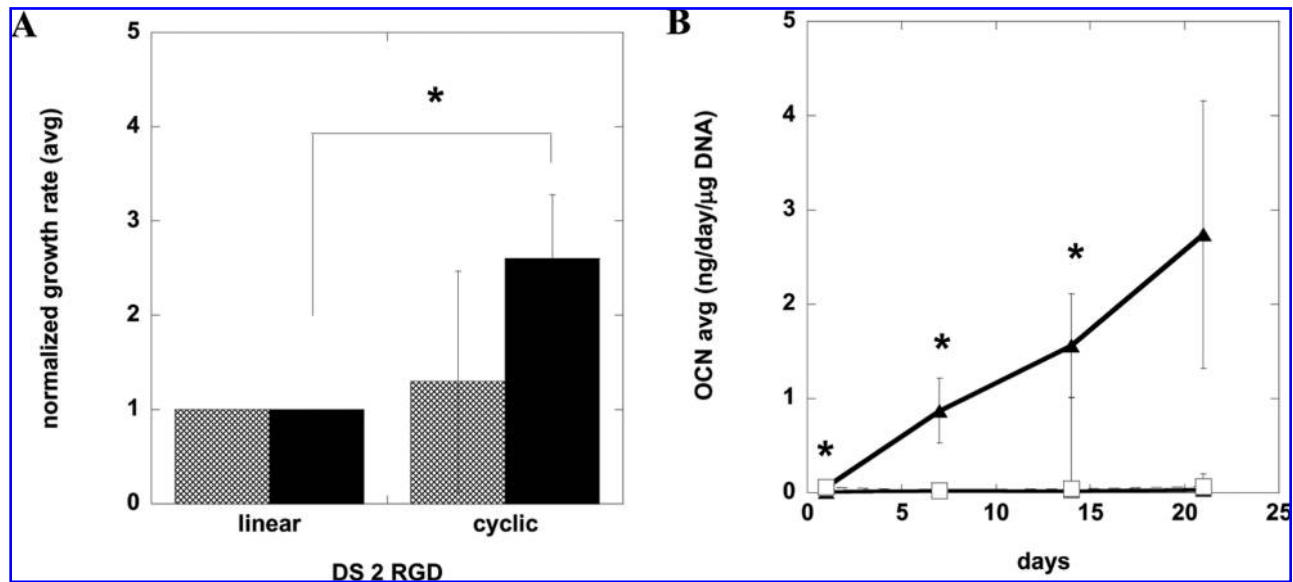 A
normalized growth rate (avg)
5
4
3
2
1
0
*
linear
cyclic
DS 2 RGD
B
OCN avg (ng/day/µg DNA)
5
4
3
2
1
0
*
*
*
0
5
10
15
20
25
days